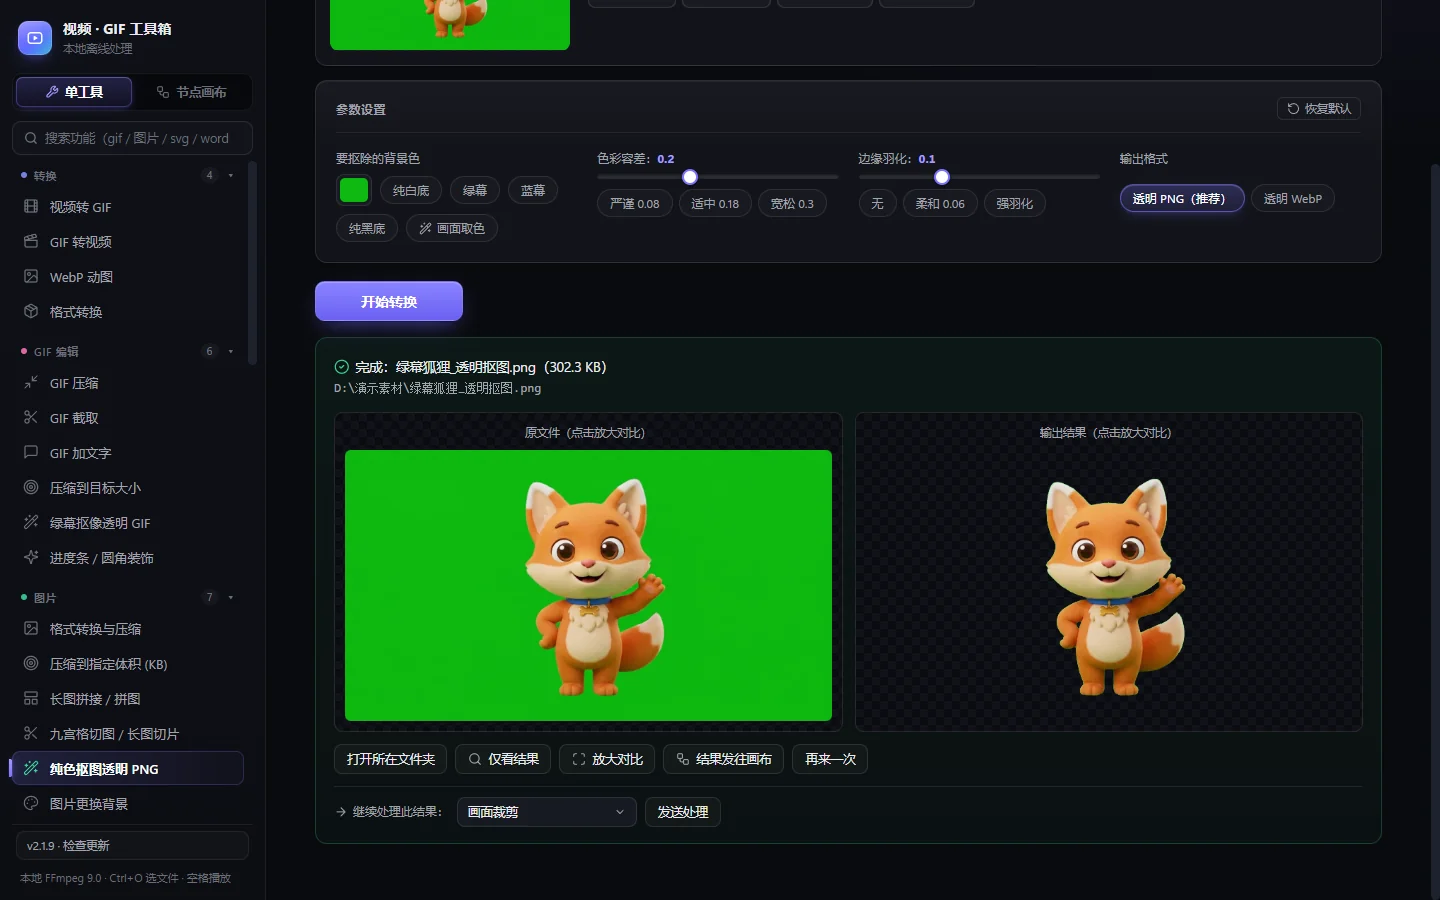 视频 · GIF 工具箱
本地离线处理
单工具
节点画布
搜索功能（gif / 图片 / svg / word
转换 4
视频转 GIF
GIF 转视频
WebP 动图
格式转换
GIF 编辑 6
GIF 压缩
GIF 截取
GIF 加文字
压缩到目标大小
绿幕抠像透明 GIF
进度条 / 圆角装饰
图片 7
格式转换与压缩
压缩到指定体积 (KB)
长图拼接 / 拼图
九宫格切图 / 长图切片
纯色抠图透明 PNG
图片更换背景
v2.1.9 · 检查更新
本地 FFmpeg 9.0 · Ctrl+O 选文件 · 空格播放
参数设置
恢复默认
要抠除的背景色
纯白底
绿幕
蓝幕
纯黑底
画面取色
色彩容差：0.2
严谨 0.08
适中 0.18
宽松 0.3
边缘羽化：0.1
无
柔和 0.06
强羽化
输出格式
透明 PNG（推荐）
透明 WebP
开始转换
完成：绿幕狐狸_透明抠图.png（302.3 KB）
D:\演示素材\绿幕狐狸_透明抠图.png
原文件（点击放大对比）
输出结果（点击放大对比）
打开所在文件夹
仅看结果
放大对比
结果发往画布
再来一次
继续处理此结果：
画面裁剪
发送处理